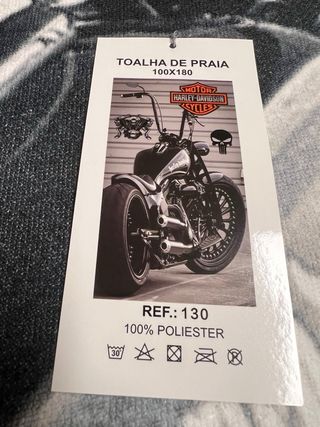 TOALHA DE PRAIA
100X180
MOTOR
HARLEY-DAVIDSON
CYCLES
REF.: 130
100% POLIESTER
30°
P